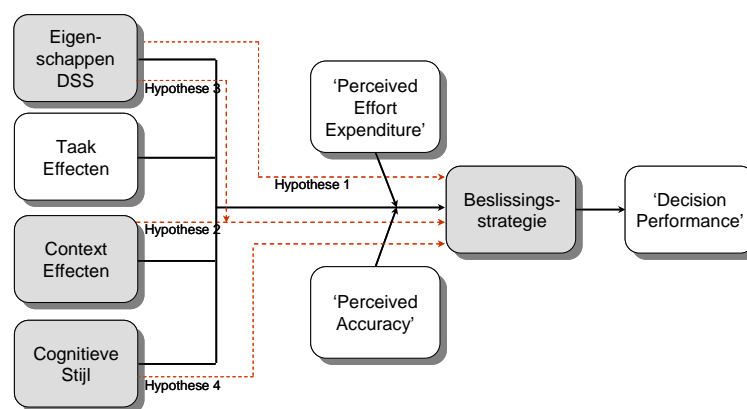 Eigen-
schappen
DSS
Hypothese 3
Taak
Effecten
Context
Effecten
Hypothese 2
Cognitieve
Stijl
Hypothese 4
‘Perceived
Effort
Expenditure’
Hypothese 1
‘Perceived
Accuracy’
Beslissings-
strategie
‘Decision
Performance’